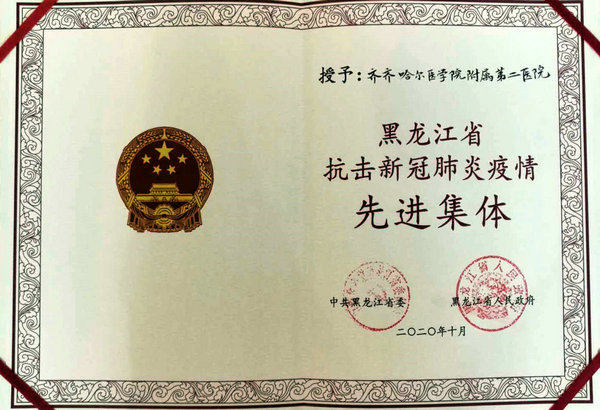 授予：齐齐哈尔医学院附属第二医院
黑龙江省
抗击新冠肺炎疫情
先进集体
中共黑龙江省委
黑龙江省人民政府
二〇二〇年十月